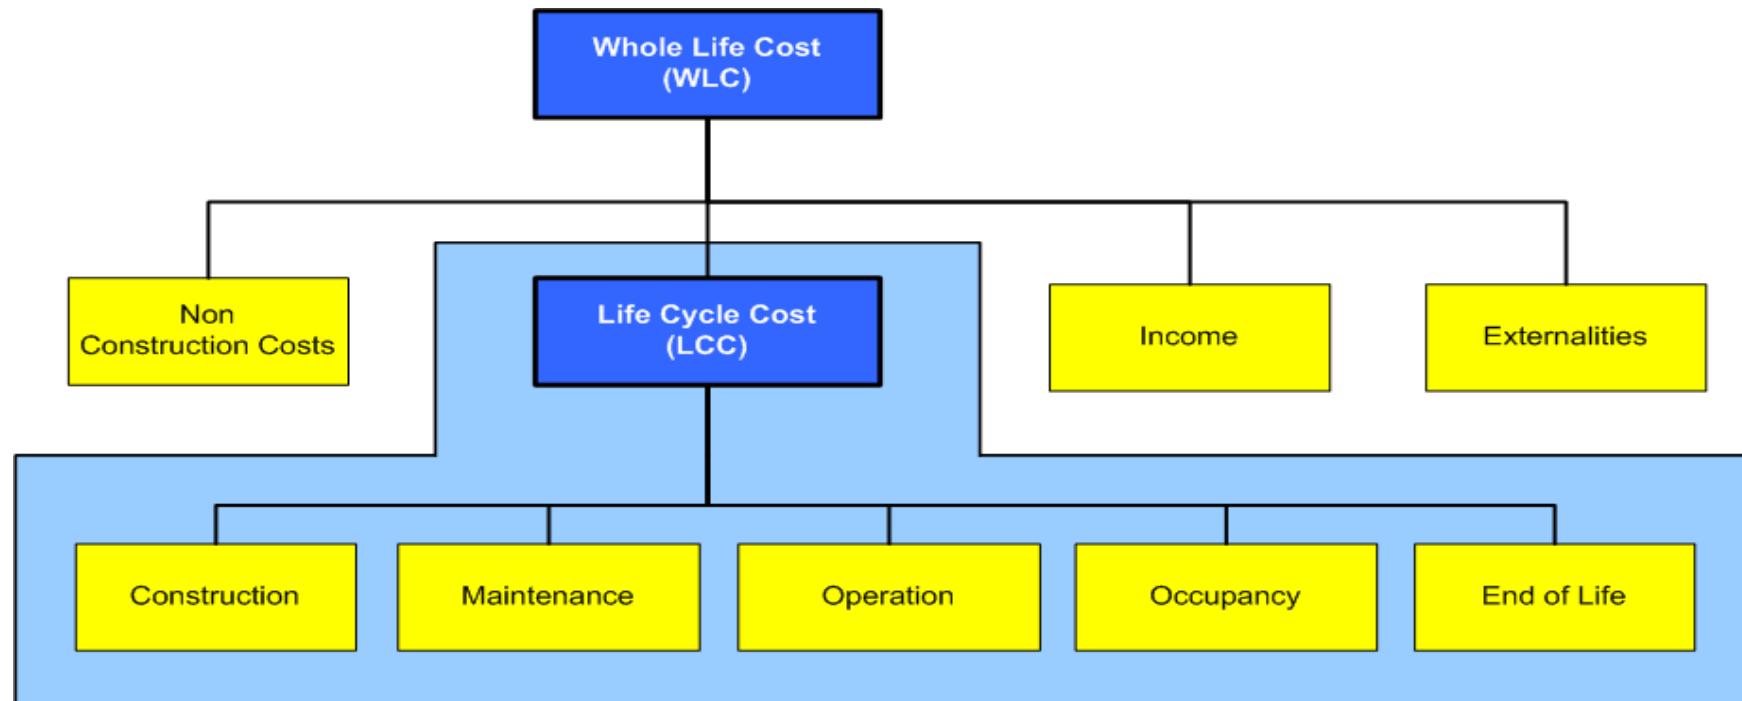 Whole Life Cost
(WLC)
Non
Construction Costs
Life Cycle Cost
(LCC)
Income
Externalities
Construction
Maintenance
Operation
Occupancy
End of Life